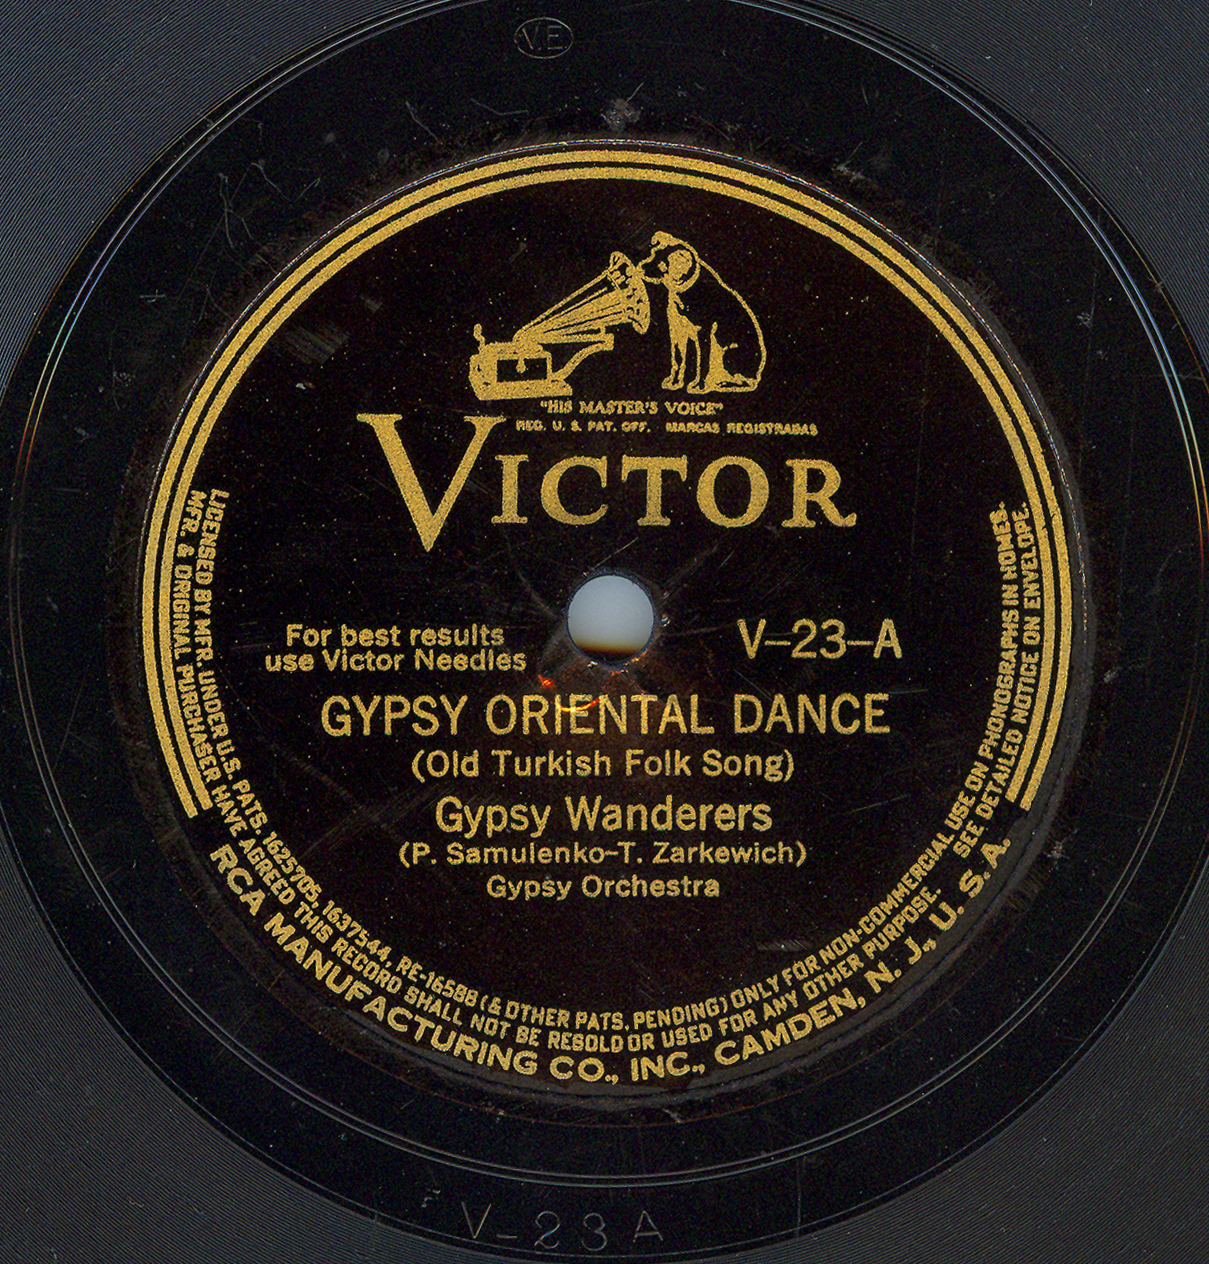 V.E.
"HIS MASTER'S VOICE"
REG. U. S. PAT. OFF. MARCAS REGISTRADAS
VICTOR
For best results
use Victor Needles
V-23-A
GYPSY ORIENTAL DANCE
(Old Turkish Folk Song)
Gypsy Wanderers
(P. Samulenko-T. Zarkewich)
Gypsy Orchestra
LICENSED BY MFR. UNDER U.S. PATS. 1625705, 1637544, RE-16588 (& OTHER PATS. PENDING) ONLY FOR NON-COMMERCIAL USE ON PHONOGRAPHS IN HOMES.
MFR. & ORIGINAL PURCHASER HAVE AGREED THIS RECORD SHALL NOT BE RESOLD OR USED FOR ANY OTHER PURPOSE. SEE DETAILED NOTICE ON ENVELOPE.
RCA MANUFACTURING CO., INC., CAMDEN, N. J., U. S. A.
V-23A